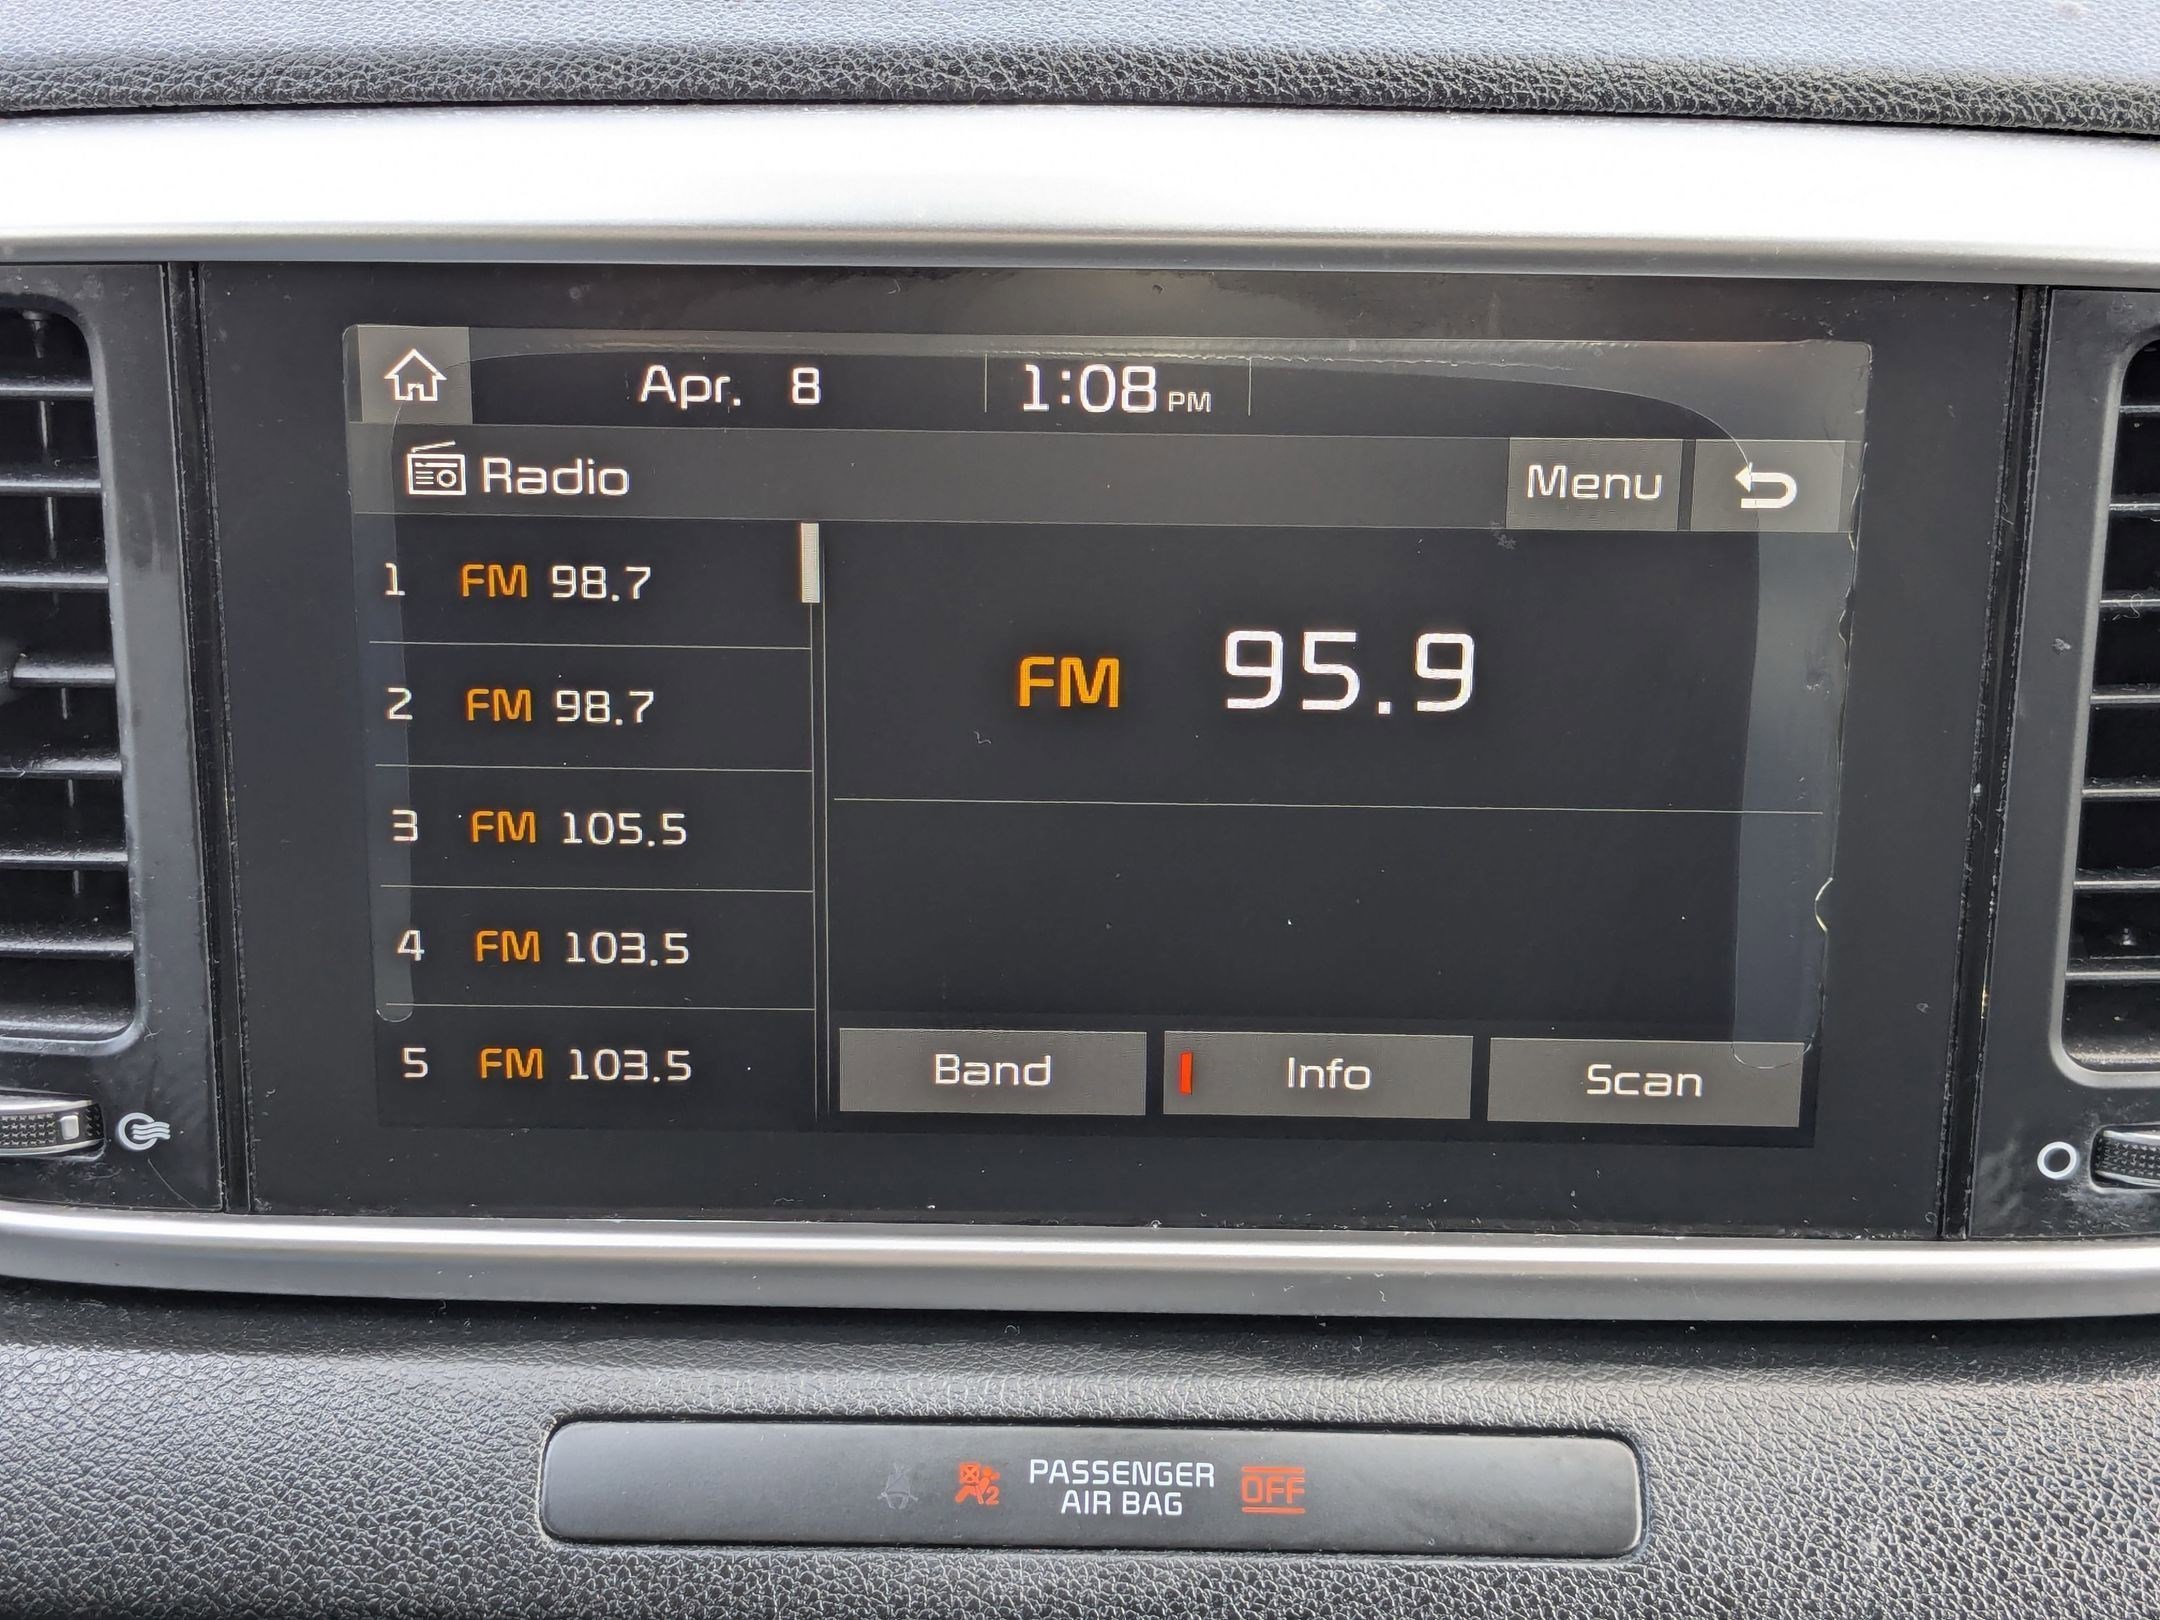 Apr. 8 1:08 PM
Radio Menu
1 FM 98.7
2 FM 98.7
3 FM 105.5
4 FM 103.5
5 FM 103.5
FM 95.9
Band Info Scan
2 PASSENGER OFF
AIR BAG